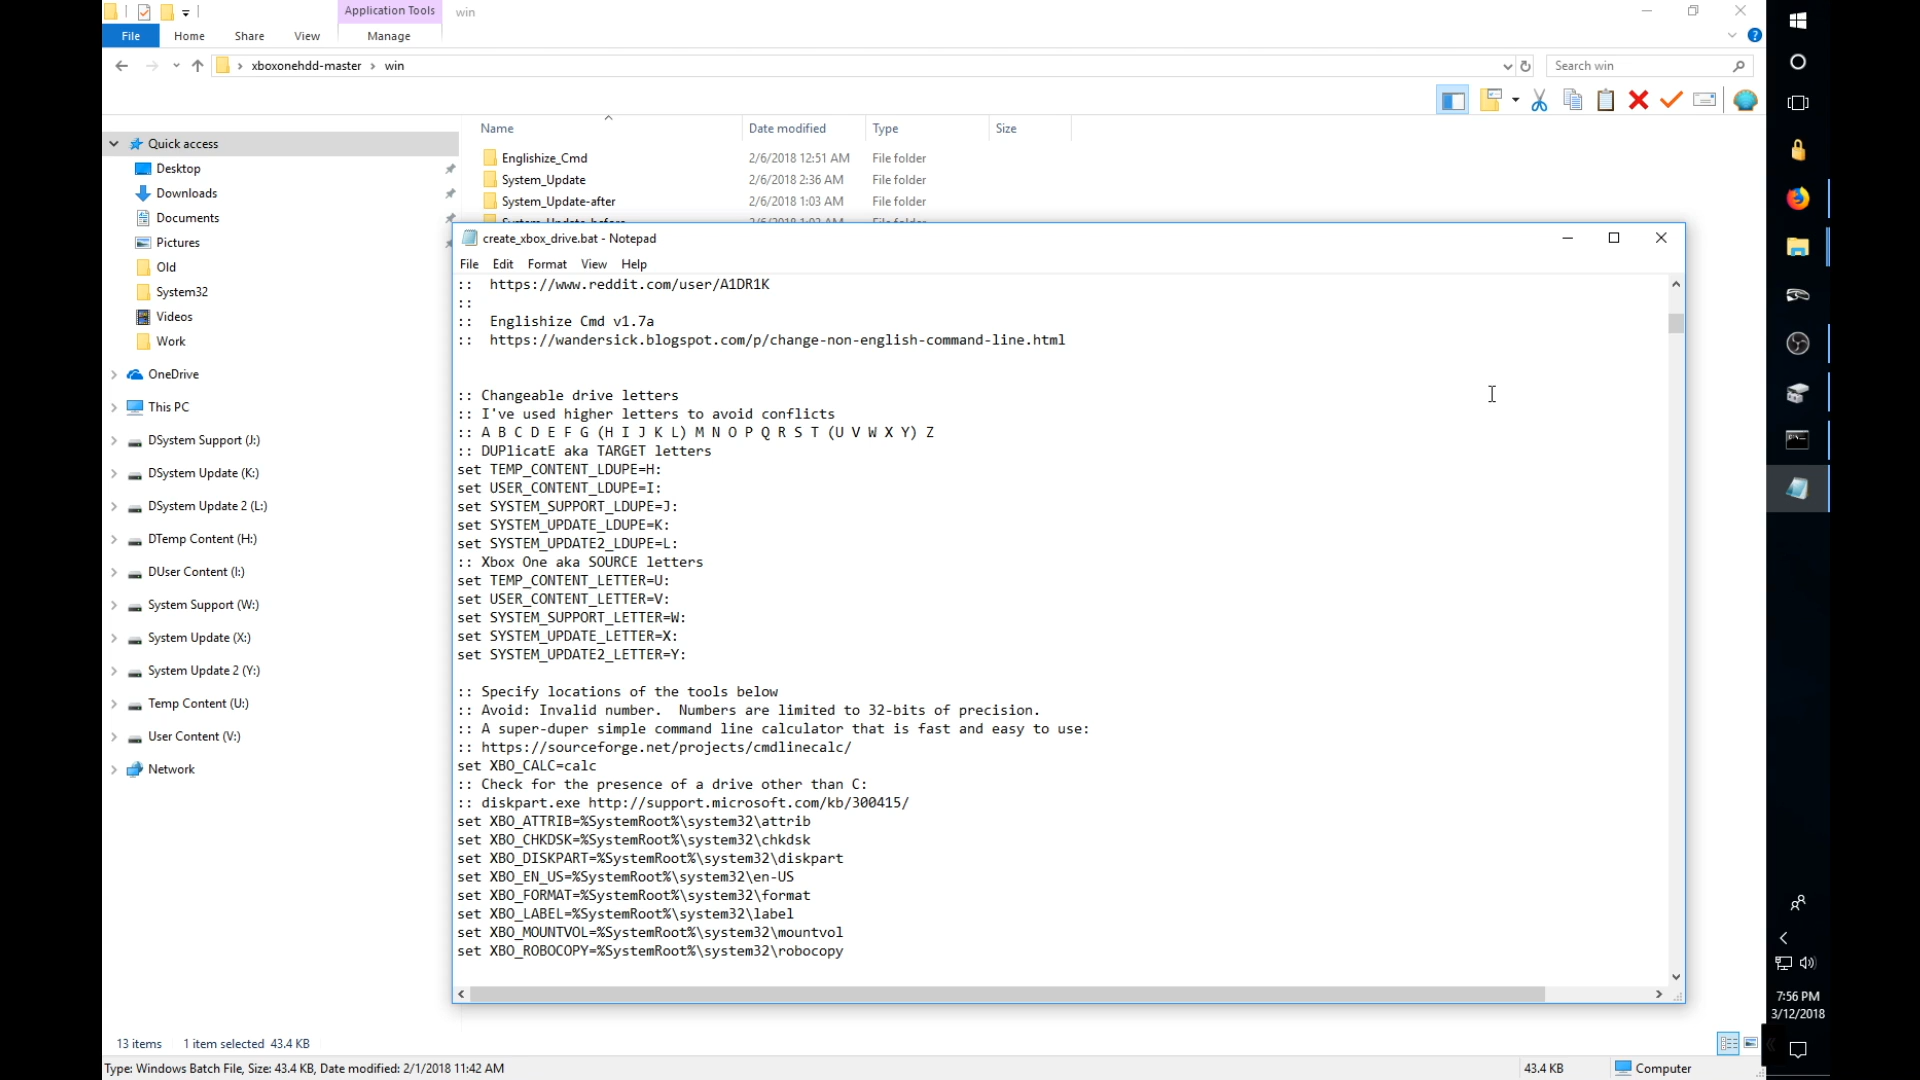 Application Tools
win
File
Home
Share
View
Manage
xboxonehdd-master
win
Search win
Name
Date modified
Type
Size
Quick access
Desktop
Downloads
Documents
Pictures
Old
System32
Videos
Work
OneDrive
This PC
DSystem Support (J:)
DSystem Update (K:)
DSystem Update 2 (L:)
DTemp Content (H:)
DUser Content (I:)
System Support (W:)
System Update (X:)
System Update 2 (Y:)
Temp Content (U:)
User Content (V:)
Network
Englishize_Cmd 2/6/2018 12:51 AM File folder
System_Update 2/6/2018 2:36 AM File folder
System_Update-after 2/6/2018 1:03 AM File folder
create_xbox_drive.bat - Notepad
File Edit Format View Help
::  https://www.reddit.com/user/A1DR1K
::
::  Englishize Cmd v1.7a
::  https://wandersick.blogspot.com/p/change-non-english-command-line.html
:: Changeable drive letters
:: I've used higher letters to avoid conflicts
:: A B C D E F G (H I J K L) M N O P Q R S T (U V W X Y) Z
:: DUPlicatE aka TARGET letters
set TEMP_CONTENT_LDUPE=H:
set USER_CONTENT_LDUPE=I:
set SYSTEM_SUPPORT_LDUPE=J:
set SYSTEM_UPDATE_LDUPE=K:
set SYSTEM_UPDATE2_LDUPE=L:
:: Xbox One aka SOURCE letters
set TEMP_CONTENT_LETTER=U:
set USER_CONTENT_LETTER=V:
set SYSTEM_SUPPORT_LETTER=W:
set SYSTEM_UPDATE_LETTER=X:
set SYSTEM_UPDATE2_LETTER=Y:
:: Specify locations of the tools below
:: Avoid: Invalid number.  Numbers are limited to 32-bits of precision.
:: A super-duper simple command line calculator that is fast and easy to use:
:: https://sourceforge.net/projects/cmdlinecalc/
set XBO_CALC=calc
:: Check for the presence of a drive other than C:
:: diskpart.exe http://support.microsoft.com/kb/300415/
set XBO_ATTRIB=%SystemRoot%\system32\attrib
set XBO_CHKDSK=%SystemRoot%\system32\chkdsk
set XBO_DISKPART=%SystemRoot%\system32\diskpart
set XBO_EN_US=%SystemRoot%\system32\en-US
set XBO_FORMAT=%SystemRoot%\system32\format
set XBO_LABEL=%SystemRoot%\system32\label
set XBO_MOUNTVOL=%SystemRoot%\system32\mountvol
set XBO_ROBOCOPY=%SystemRoot%\system32\robocopy
7:56 PM
3/12/2018
13 items 1 item selected 43.4 KB
Type: Windows Batch File, Size: 43.4 KB, Date modified: 2/1/2018 11:42 AM
43.4 KB
Computer